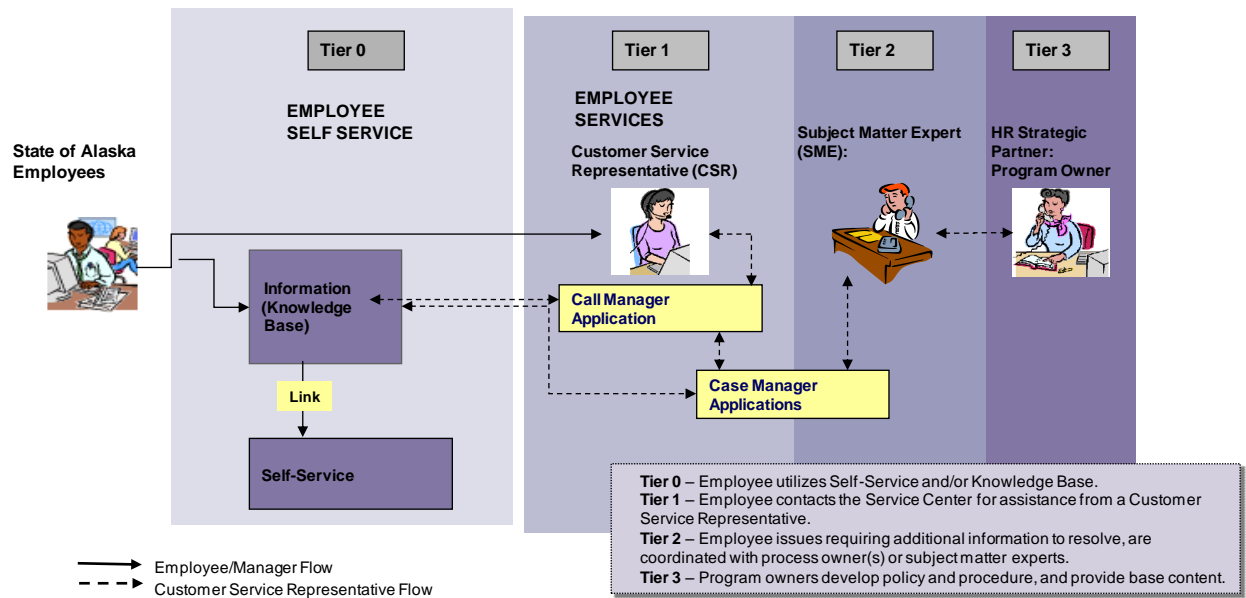 Tier 0
Tier 1
Tier 2
Tier 3
EMPLOYEE
SELF SERVICE
EMPLOYEE
SERVICES
State of Alaska
Employees
Customer Service
Representative (CSR)
Subject Matter Expert
(SME):
HR Strategic
Partner:
Program Owner
Information
(Knowledge
Base)
Call Manager
Application
Link
Case Manager
Applications
Self-Service
Tier 0 – Employee utilizes Self-Service and/or Knowledge Base.
Tier 1 – Employee contacts the Service Center for assistance from a Customer
Service Representative.
Tier 2 – Employee issues requiring additional information to resolve, are
coordinated with process owner(s) or subject matter experts.
Tier 3 – Program owners develop policy and procedure, and provide base content.
Employee/Manager Flow
Customer Service Representative Flow